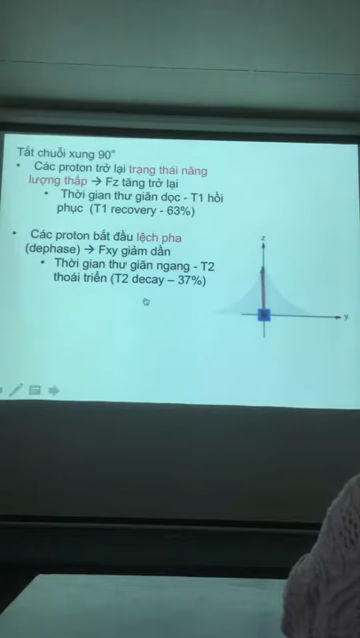 Tắt chuỗi xung 90°
• Các proton trở lại trạng thái năng
lượng thấp → Fz tăng trở lại
• Thời gian thư giãn dọc - T1 hồi
phục (T1 recovery - 63%)
• Các proton bắt đầu lệch pha
(dephase) → Fxy giảm dần
• Thời gian thư giãn ngang - T2
thoái triển (T2 decay – 37%)
z
y